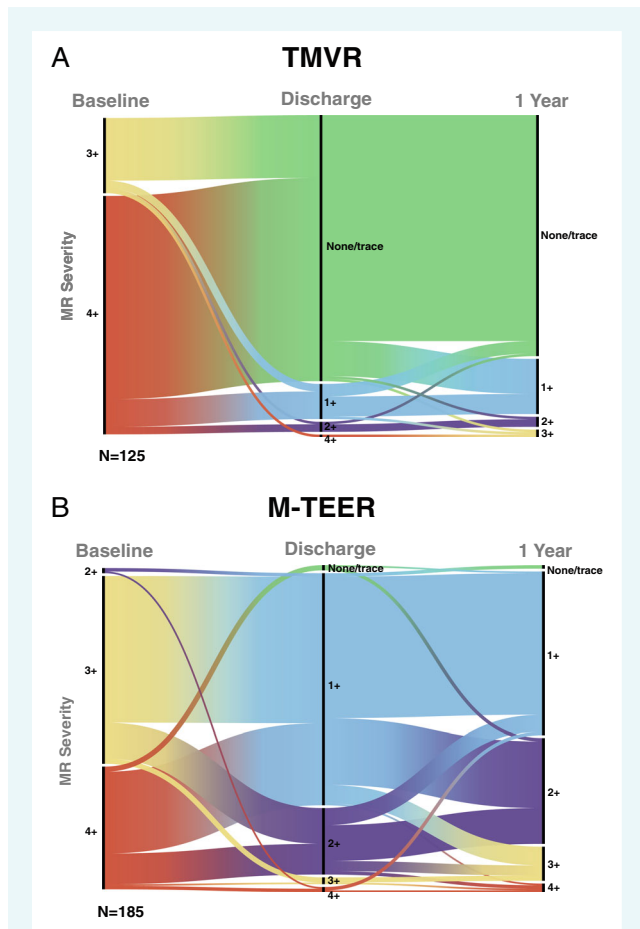 A
TMVR
Baseline
Discharge
1 Year
3+
None/trace
None/trace
MR Severity
4+
1+
1+
2+
2+
3+
4+
N=125
B
M-TEER
Baseline
Discharge
1 Year
2+
None/trace
None/trace
1+
3+
1+
MR Severity
2+
4+
2+
3+
3+
4+
4+
N=185